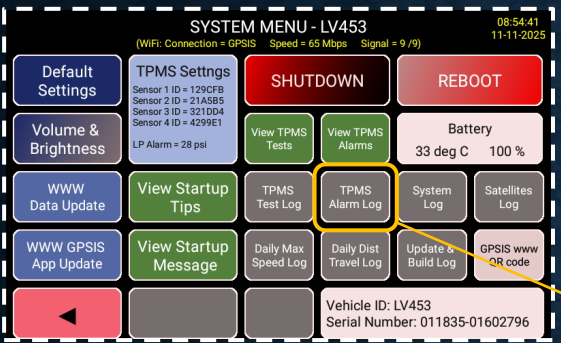 SYSTEM MENU - LV453
08:54:41
11-11-2025
(WiFi: Connection = GPSIS Speed = 65 Mbps Signal = 9 /9)
Default
Settings
TPMS Settngs
Sensor 1 ID = 129CFB
Sensor 2 ID = 21A5B5
Sensor 3 ID = 321DD4
Sensor 4 ID = 4299E1
LP Alarm = 28 psi
SHUTDOWN
REBOOT
Volume &
Brightness
View TPMS
Tests
View TPMS
Alarms
Battery
33 deg C 100 %
WWW
Data Update
View Startup
Tips
TPMS
Test Log
TPMS
Alarm Log
System
Log
Satellites
Log
WWW GPSIS
App Update
View Startup
Message
Daily Max
Speed Log
Daily Dist
Travel Log
Update &
Build Log
GPSIS www
QR code
Vehicle ID: LV453
Serial Number: 011835-01602796